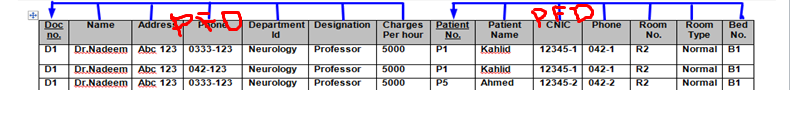 PFD PFD
Doc no. Name Address Phone Department Id Designation Charges Per hour Patient No. Patient Name CNIC Phone Room No. Room Type Bed No.
D1 Dr.Nadeem Abc 123 0333-123 Neurology Professor 5000 P1 Kahlid 12345-1 042-1 R2 Normal B1
D1 Dr.Nadeem Abc 123 042-123 Neurology Professor 5000 P1 Kahlid 12345-1 042-1 R2 Normal B1
D1 Dr.Nadeem Abc 123 0333-123 Neurology Professor 5000 P5 Ahmed 12345-2 042-2 R2 Normal B1